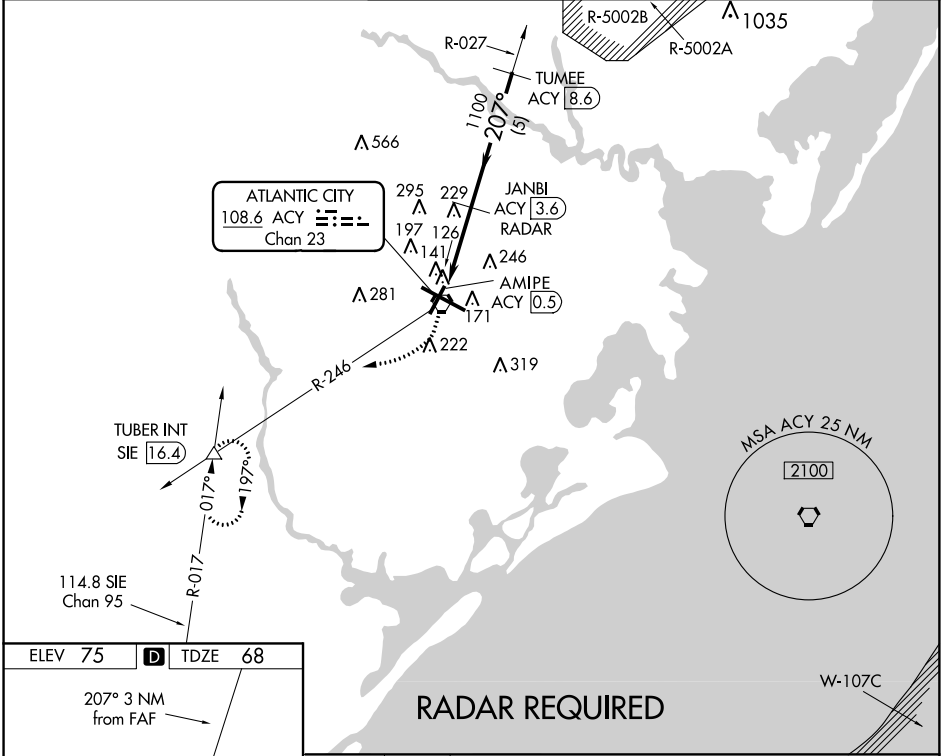 R-5002B
1035
R-5002A
R-027
TUMEE
ACY 8.6
1100
207°
(5)
566
ATLANTIC CITY
108.6 ACY
Chan 23
295
229
JANBI
ACY 3.6
RADAR
197
126
141
246
AMIPE
ACY 0.5
281
171
222
319
R-246
TUBER INT
SIE 16.4
017°
197°
MSA ACY 25 NM
2100
R-017
114.8 SIE
Chan 95
ELEV 75 D TDZE 68
207° 3 NM
from FAF
RADAR REQUIRED
W-107C